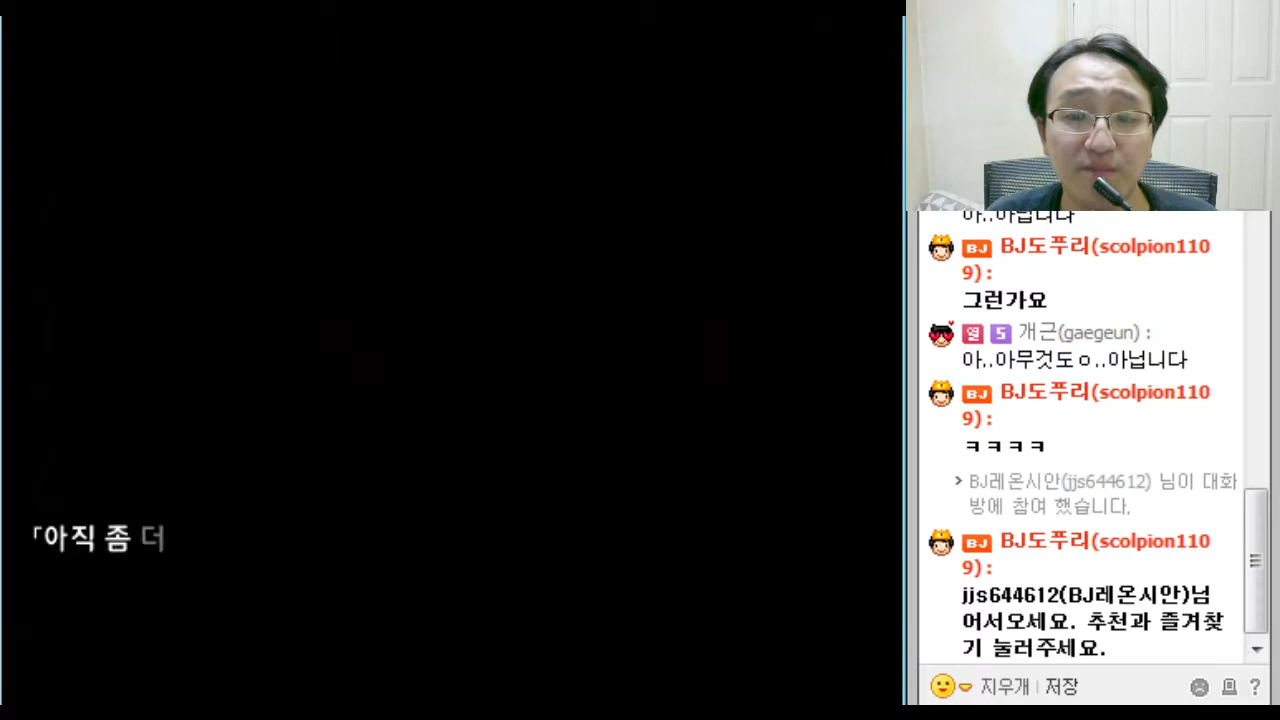 「아직 좀 더
아..아닙니다
BJ BJ도푸리(scolpion110
9) :
그런가요
열 5 개근(gaegeun) :
아..아무것도ㅇ..아닙니다
BJ BJ도푸리(scolpion110
9) :
ㅋㅋㅋㅋ
> BJ레온시안(jjs644612) 님이 대화
방에 참여 했습니다.
BJ BJ도푸리(scolpion110
9) :
jjs644612(BJ레온시안)님
어서오세요. 추천과 즐겨찾
기 눌러주세요.
지우개 | 저장
?